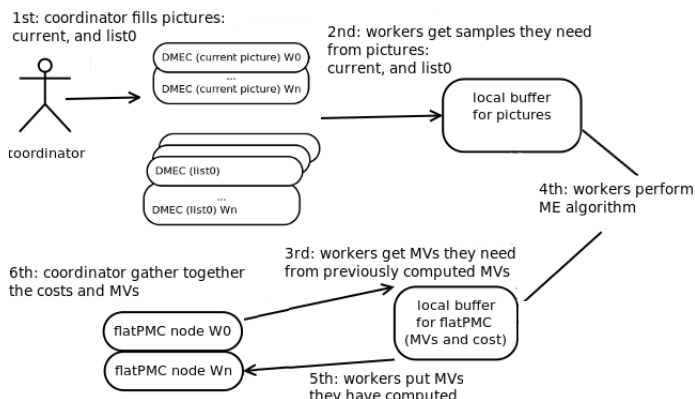 1st: coordinator fills pictures:
current, and list0
2nd: workers get samples they need
from pictures:
current, and list0
DMEC (current picture) W0
...
DMEC (current picture) Wn
local buffer
for pictures
coordinator
DMEC (list0)
...
DMEC (list0) Wn
4th: workers perform
ME algorithm
3rd: workers get MVs they need
from previously computed MVs
6th: coordinator gather together
the costs and MVs
local buffer
for flatPMC
(MVs and cost)
flatPMC node W0
flatPMC node Wn
5th: workers put MVs
they have computed